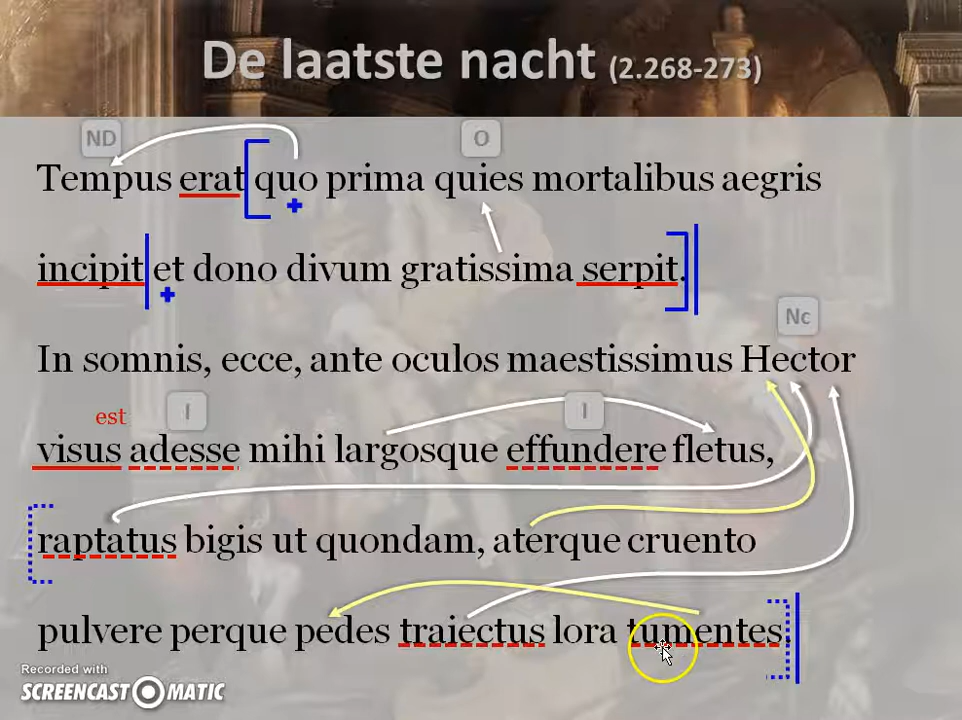 De laatste nacht (2.268-273)
ND
O
Tempus erat quo prima quies mortalibus aegris
incipit et dono divum gratissima serpit.
Nc
In somnis, ecce, ante oculos maestissimus Hector
est
I
I
visus adesse mihi largosque effundere fletus,
raptatus bigis ut quondam, aterque cruento
pulvere perque pedes traiectus lora tumentes.
Recorded with
SCREENCAST MATIC